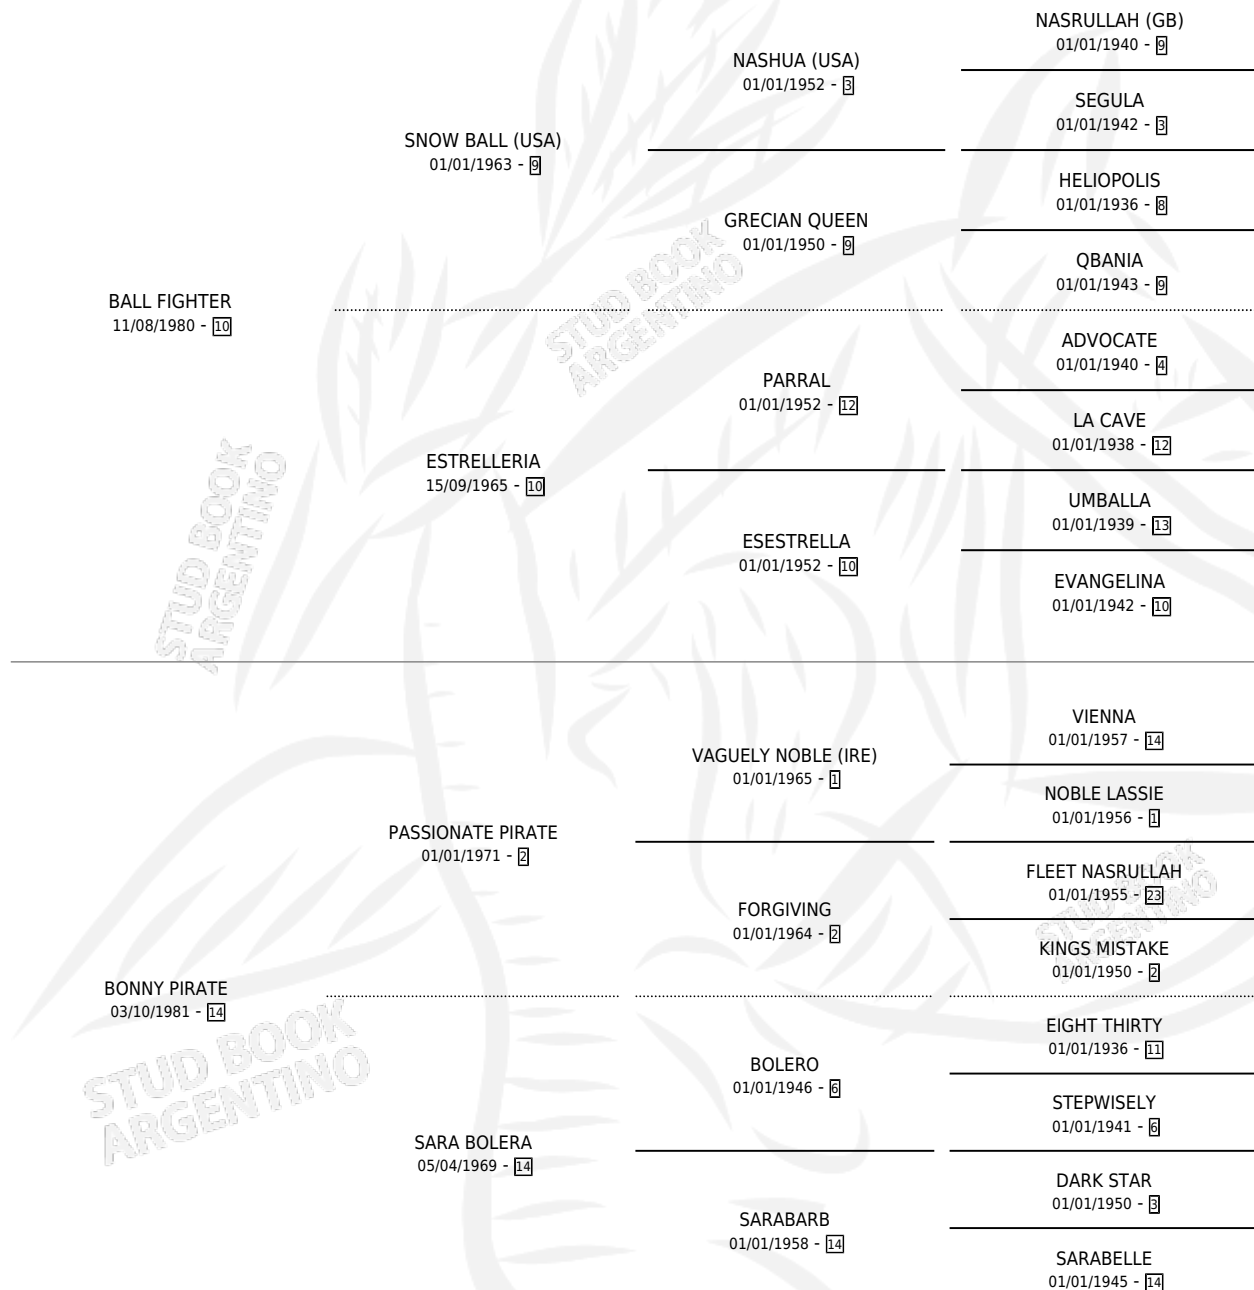 NASRULLAH (GB)
01/01/1940 - 9
NASHUA (USA)
01/01/1952 - 3
SEGULA
01/01/1942 - 3
SNOW BALL (USA)
01/01/1963 - 9
HELIOPOLIS
01/01/1936 - 8
GRECIAN QUEEN
01/01/1950 - 9
QBANIA
01/01/1943 - 9
STUD BOOK
ARGENTINO
BALL FIGHTER
11/08/1980 - 10
ADVOCATE
01/01/1940 - 4
PARRAL
01/01/1952 - 12
LA CAVE
01/01/1938 - 12
ESTRELLERIA
15/09/1965 - 10
UMBALLA
01/01/1939 - 13
ESESTRELLA
01/01/1952 - 10
EVANGELINA
01/01/1942 - 10
STUD BOOK
ARGENTINO
VIENNA
01/01/1957 - 14
VAGUELY NOBLE (IRE)
01/01/1965 - 1
NOBLE LASSIE
01/01/1956 - 1
PASSIONATE PIRATE
01/01/1971 - 2
FLEET NASRULLAH
01/01/1955 - 23
FORGIVING
01/01/1964 - 2
KINGS MISTAKE
01/01/1950 - 2
STUD BOOK
ARGENTINO
BONNY PIRATE
03/10/1981 - 14
EIGHT THIRTY
01/01/1936 - 11
BOLERO
01/01/1946 - 6
STEPWISELY
01/01/1941 - 6
STUD BOOK
ARGENTINO
SARA BOLERA
05/04/1969 - 14
DARK STAR
01/01/1950 - 3
SARABARB
01/01/1958 - 14
SARABELLE
01/01/1945 - 14